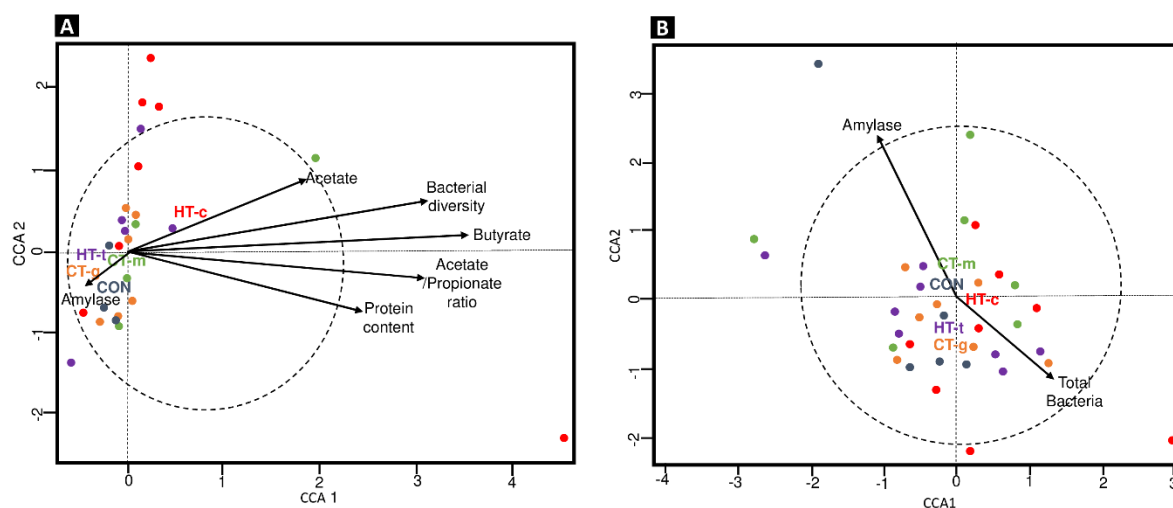 A
CCA 2
2
1
0
-1
-2
0
1
2
3
4
CCA 1
Acetate
Bacterial
diversity
HT-c
Butyrate
HT-t
CT-m
CT-g
Acetate
/Propionate
ratio
Amylase
CON
Protein
content
B
CCA2
3
2
1
0
-1
-2
-4
-3
-2
-1
0
1
2
3
CCA1
Amylase
CT-m
CON
HT-c
HT-t
CT-g
Total
Bacteria